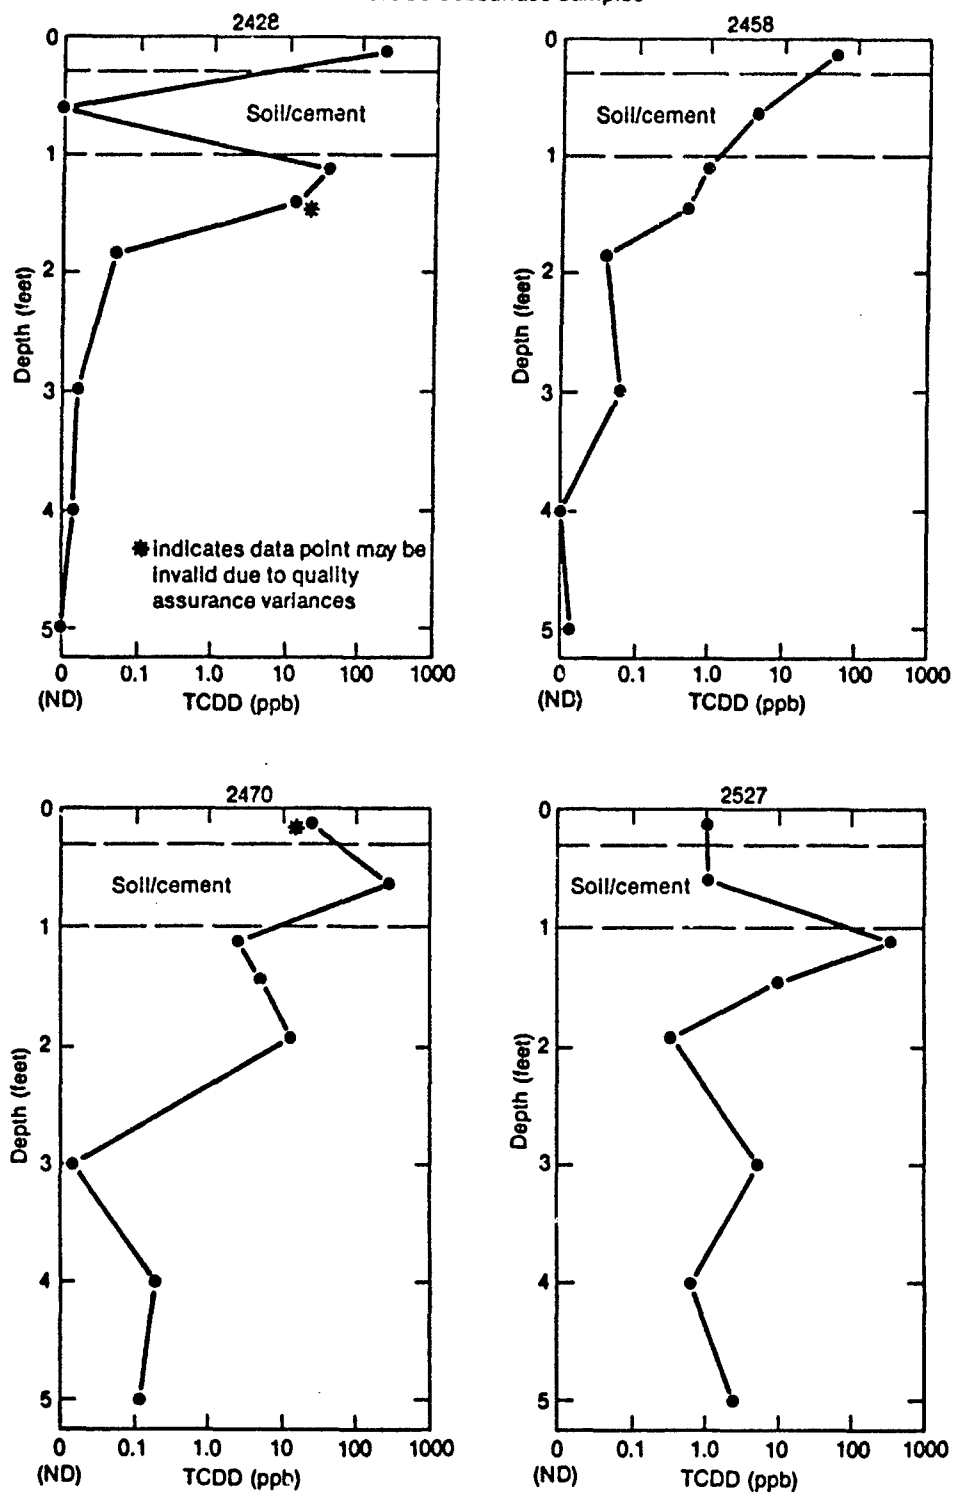 2428
0
1
2
3
4
5
Depth (feet)
Soil/cement
✱
✱ indicates data point may be
invalid due to quality
assurance variances
0 0.1 1.0 10 100 1000
(ND) TCDD (ppb)
2458
0
1
2
3
4
5
Depth (feet)
Soil/cement
0 0.1 1.0 10 100 1000
(ND) TCDD (ppb)
2470
0
1
2
3
4
5
Depth (feet)
✱
Soil/cement
0 0.1 1.0 10 100 1000
(ND) TCDD (ppb)
2527
0
1
2
3
4
5
Depth (feet)
Soil/cement
0 0.1 1.0 10 100 1000
(ND) TCDD (ppb)